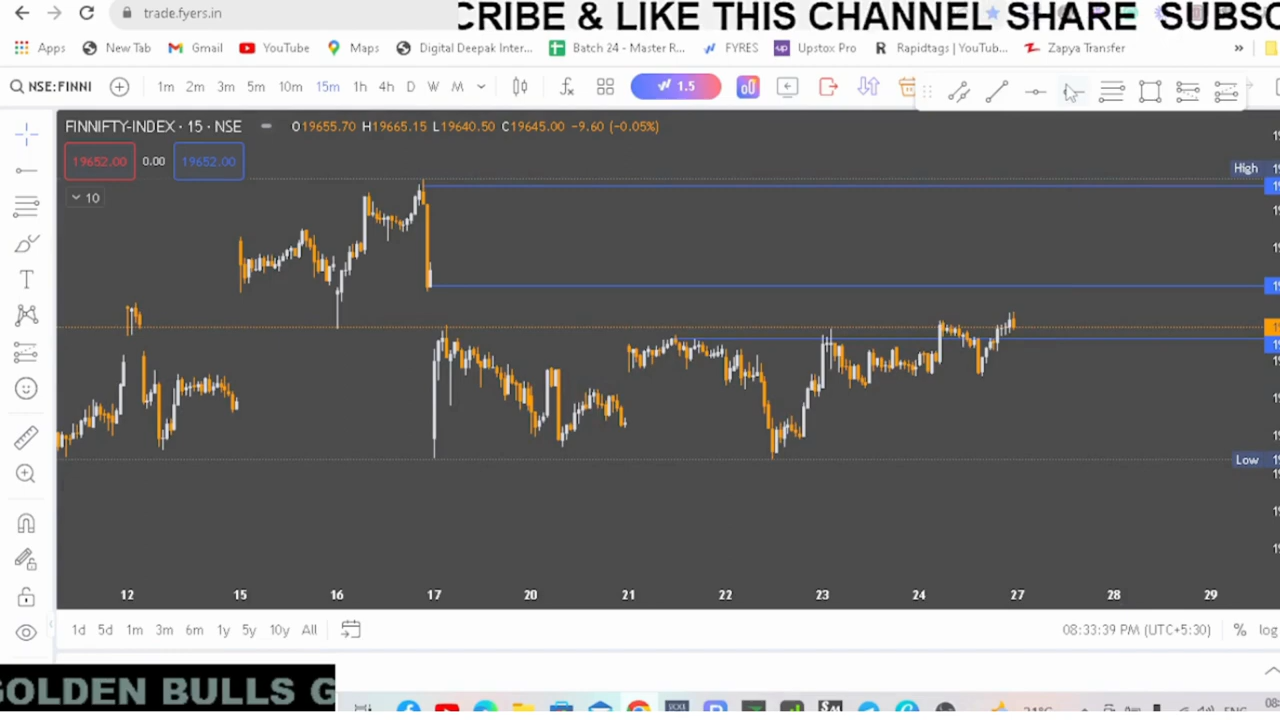 CRIBE & LIKE THIS CHANNEL SHARE SUBSC
trade.fyers.in
Apps New Tab Gmail YouTube Maps Digital Deepak Inter... Batch 24 - Master R... FYRES Upstox Pro Rapidtags | YouTub... Zapya Transfer »
NSE:FINNI 1m 2m 3m 5m 10m 15m 1h 4h D W M 1.5
FINNIFTY-INDEX · 15 · NSE O19655.70 H19665.15 L19640.50 C19645.00 −9.60 (−0.05%)
19652.00 0.00 19652.00
High
10
Low
12 15 16 17 20 21 22 23 24 27 28 29
1d 5d 1m 3m 6m 1y 5y 10y All 08:33:39 PM (UTC+5:30) % log
GOLDEN BULLS G